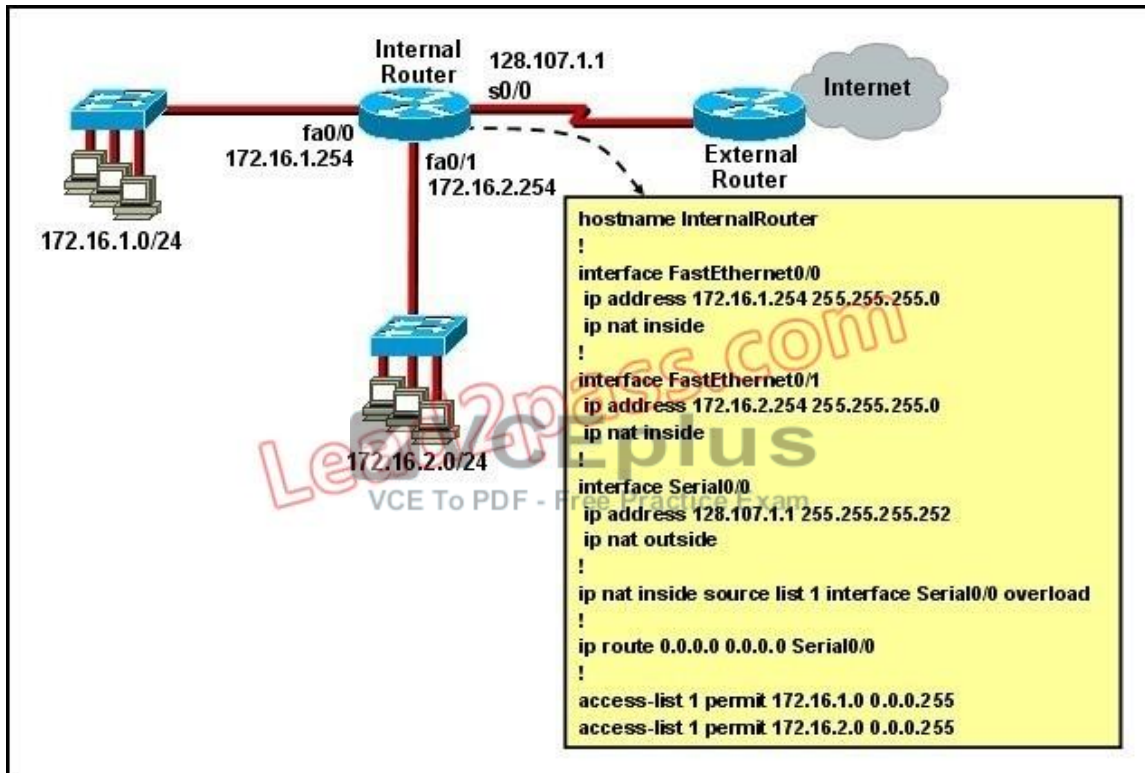 Internal
Router
128.107.1.1
s0/0
Internet
fa0/0
172.16.1.254
fa0/1
172.16.2.254
External
Router
172.16.1.0/24
172.16.2.0/24
hostname InternalRouter
!
interface FastEthernet0/0
ip address 172.16.1.254 255.255.255.0
ip nat inside
!
interface FastEthernet0/1
ip address 172.16.2.254 255.255.255.0
ip nat inside
!
interface Serial0/0
ip address 128.107.1.1 255.255.255.252
ip nat outside
!
ip nat inside source list 1 interface Serial0/0 overload
!
ip route 0.0.0.0 0.0.0.0 Serial0/0
!
access-list 1 permit 172.16.1.0 0.0.0.255
access-list 1 permit 172.16.2.0 0.0.0.255
Lead2pass.com
VCEplus
VCE To PDF - Free Practice Exam